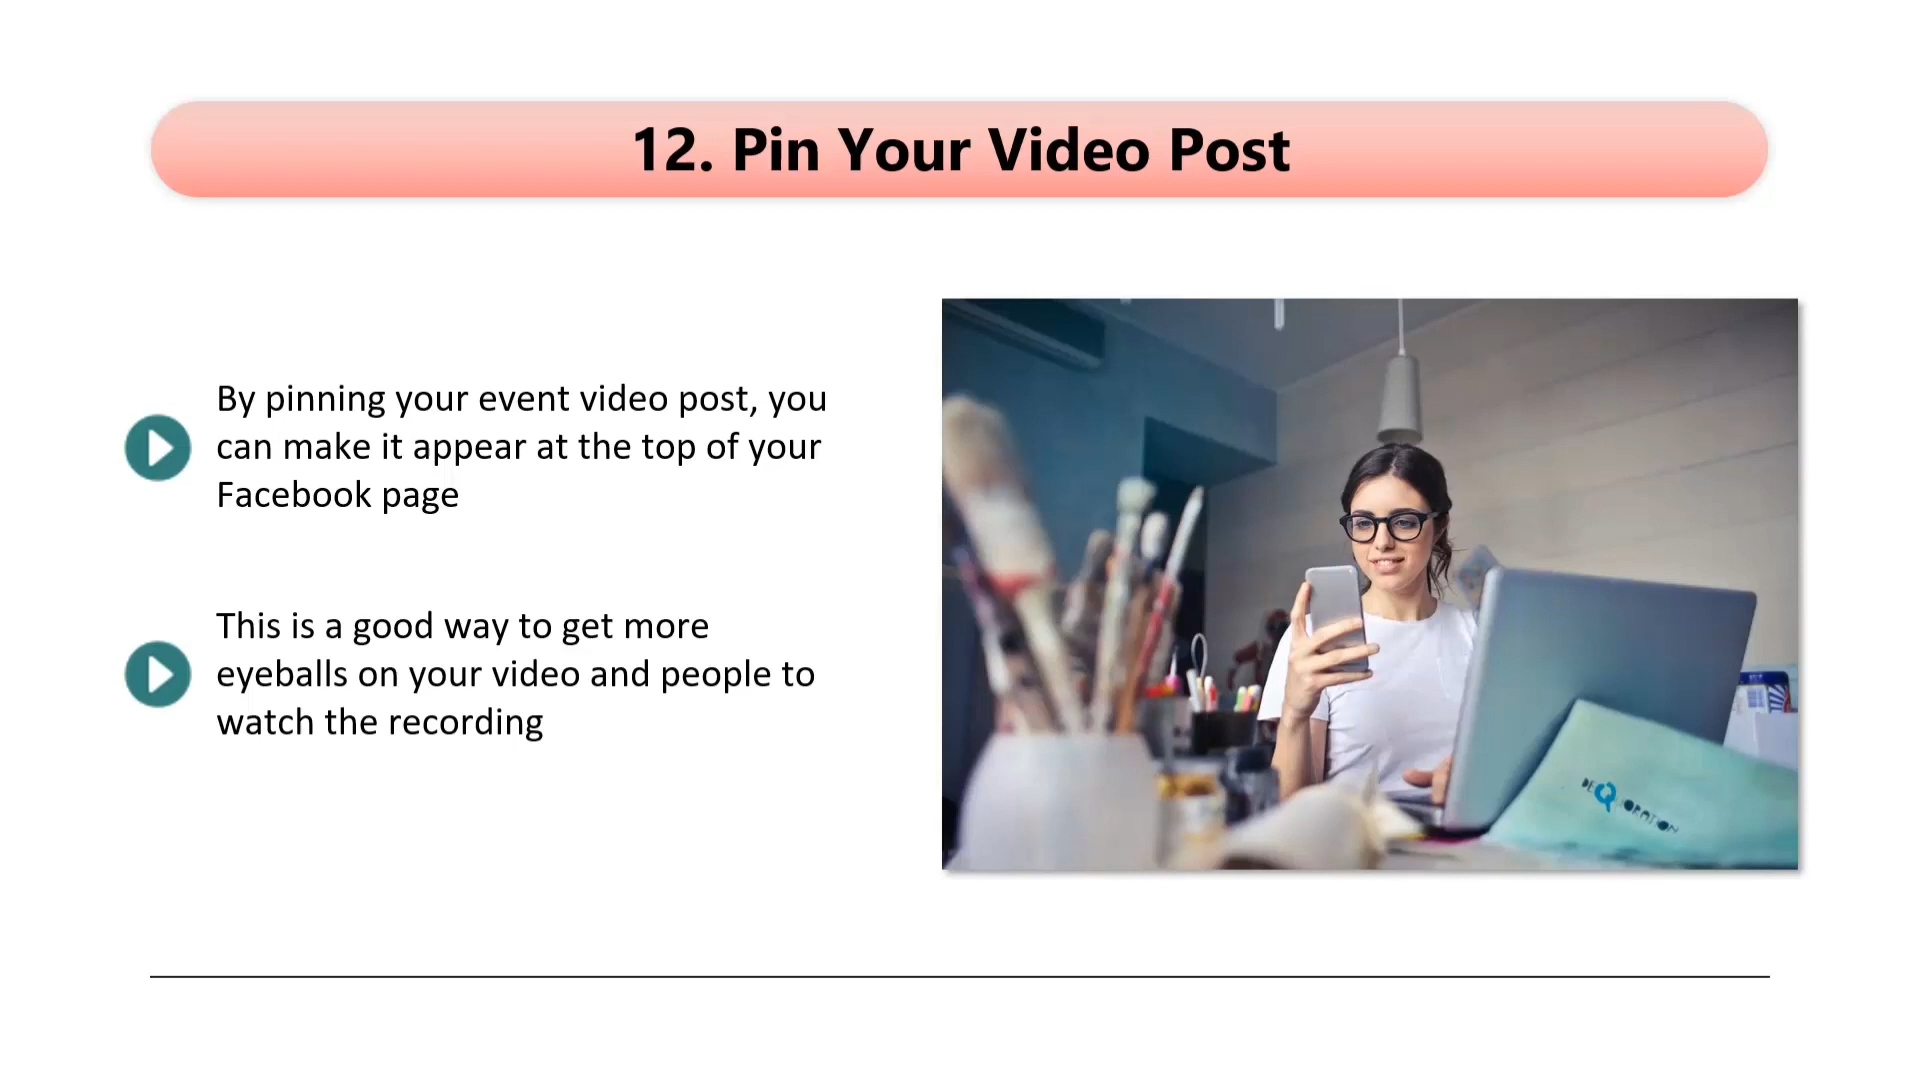 12. Pin Your Video Post
By pinning your event video post, you
can make it appear at the top of your
Facebook page
This is a good way to get more
eyeballs on your video and people to
watch the recording